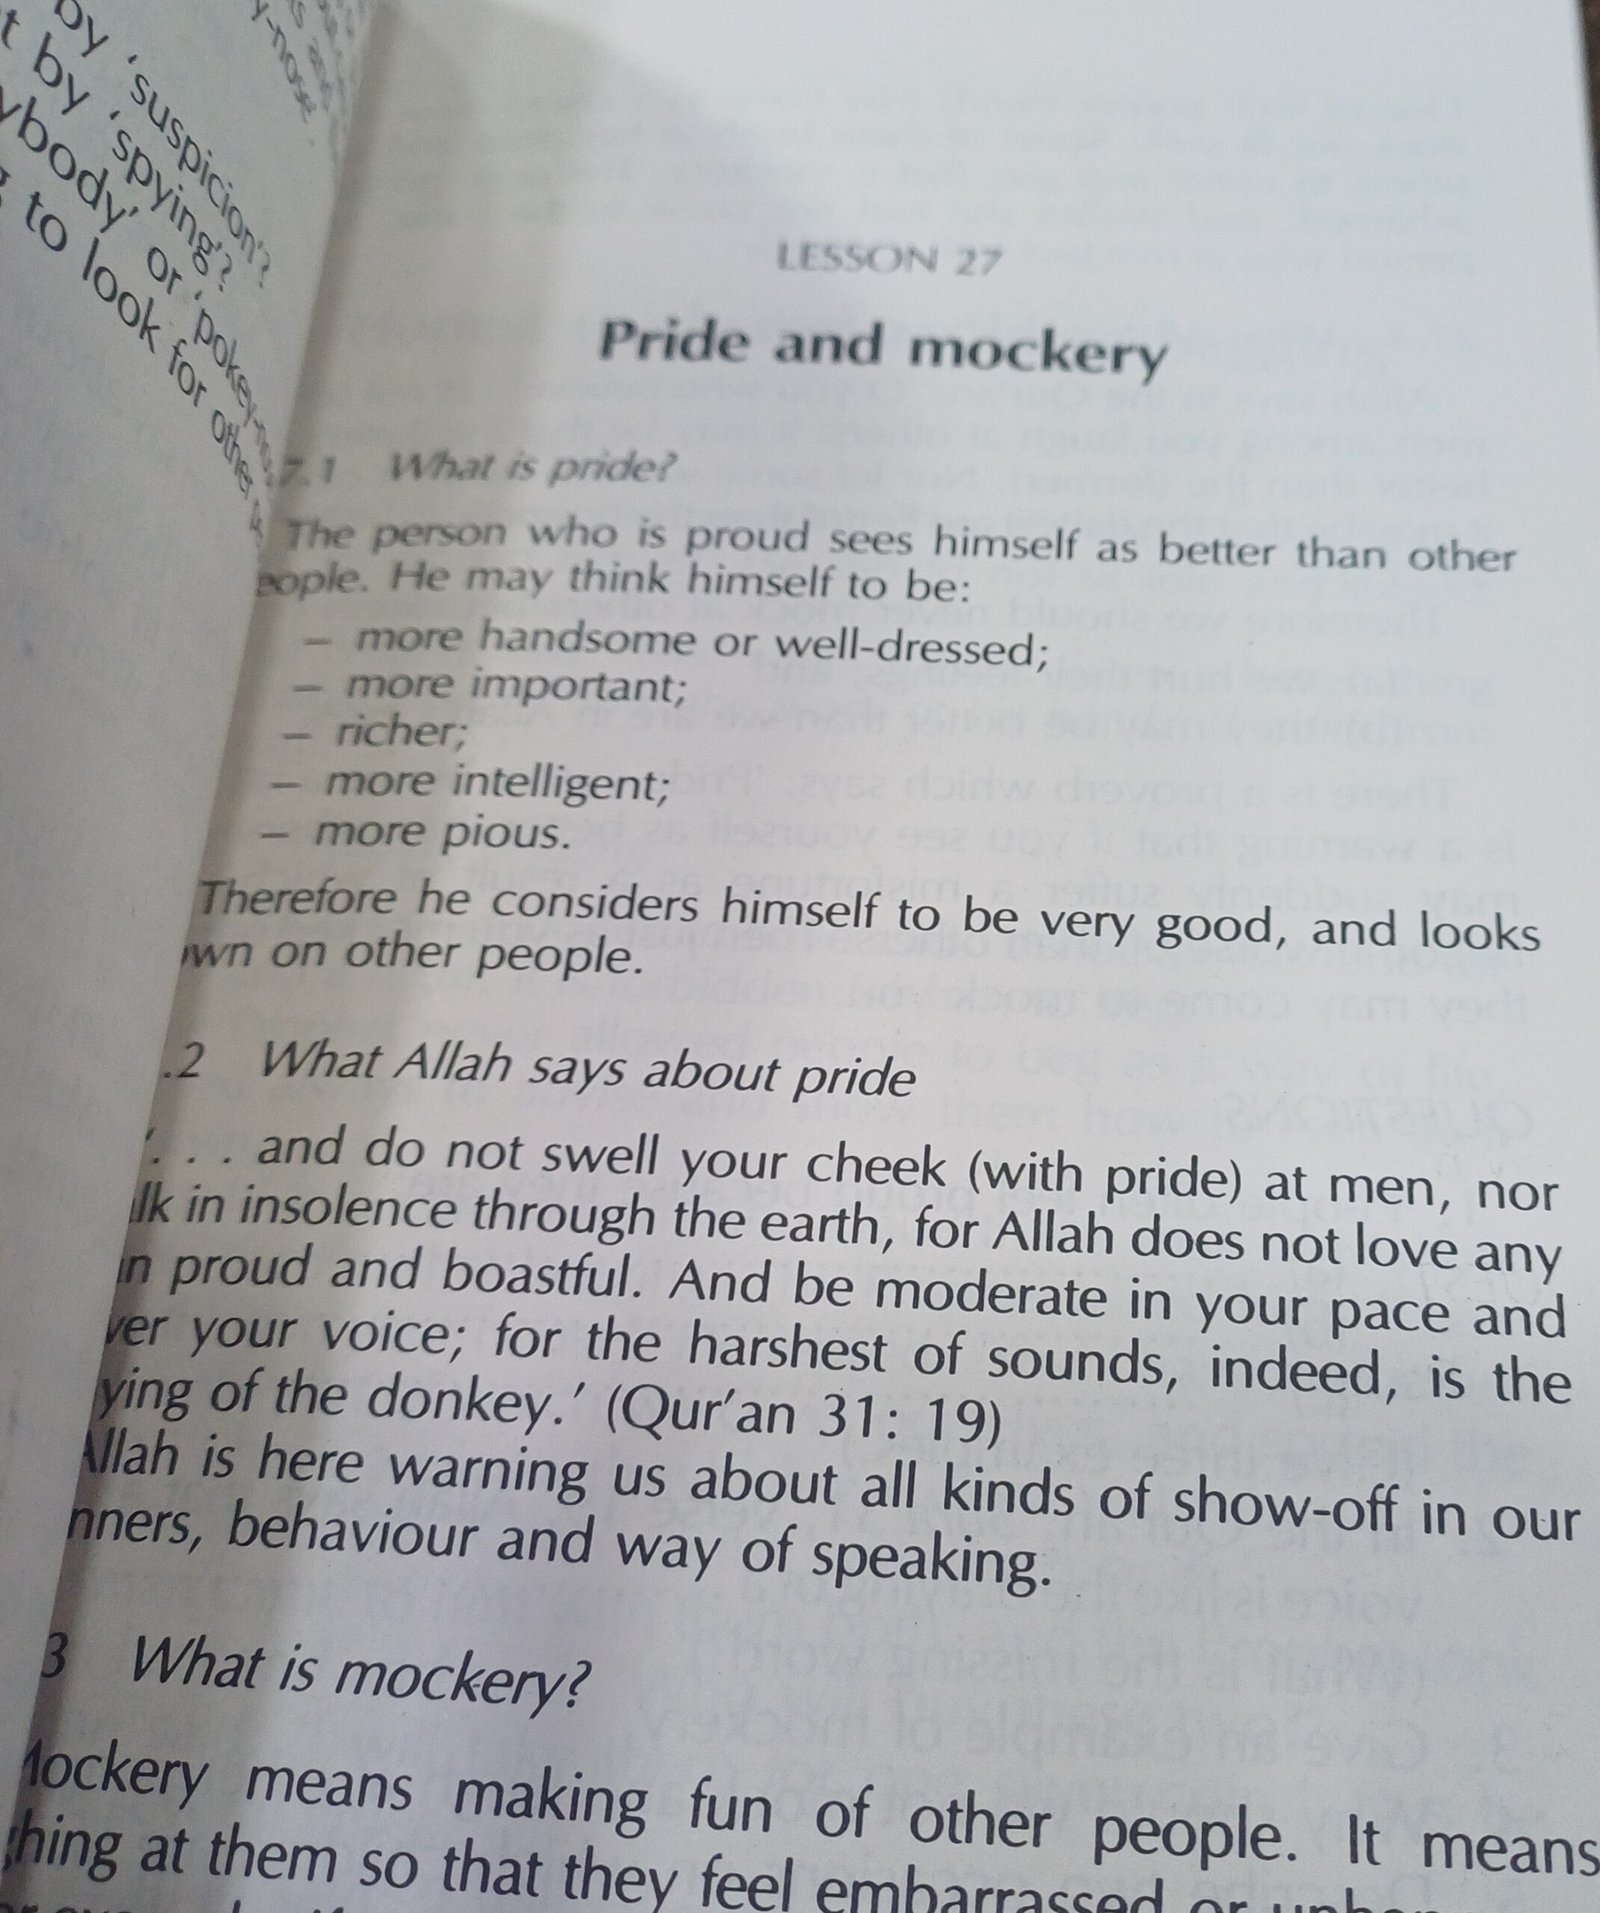 by 'suspicion'?
by 'spying'?
ybody' or 'pokey-
to look for othe
LESSON 27
Pride and mockery
7.1 What is pride?
The person who is proud sees himself as better than other
eople. He may think himself to be:
– more handsome or well-dressed;
– more important;
– richer;
– more intelligent;
– more pious.
Therefore he considers himself to be very good, and looks
wn on other people.
.2 What Allah says about pride
'. . . and do not swell your cheek (with pride) at men, nor
lk in insolence through the earth, for Allah does not love any
n proud and boastful. And be moderate in your pace and
ver your voice; for the harshest of sounds, indeed, is the
ying of the donkey.' (Qur'an 31: 19)
Allah is here warning us about all kinds of show-off in our
nners, behaviour and way of speaking.
3 What is mockery?
Mockery means making fun of other people. It means
ghing at them so that they feel embarrassed or